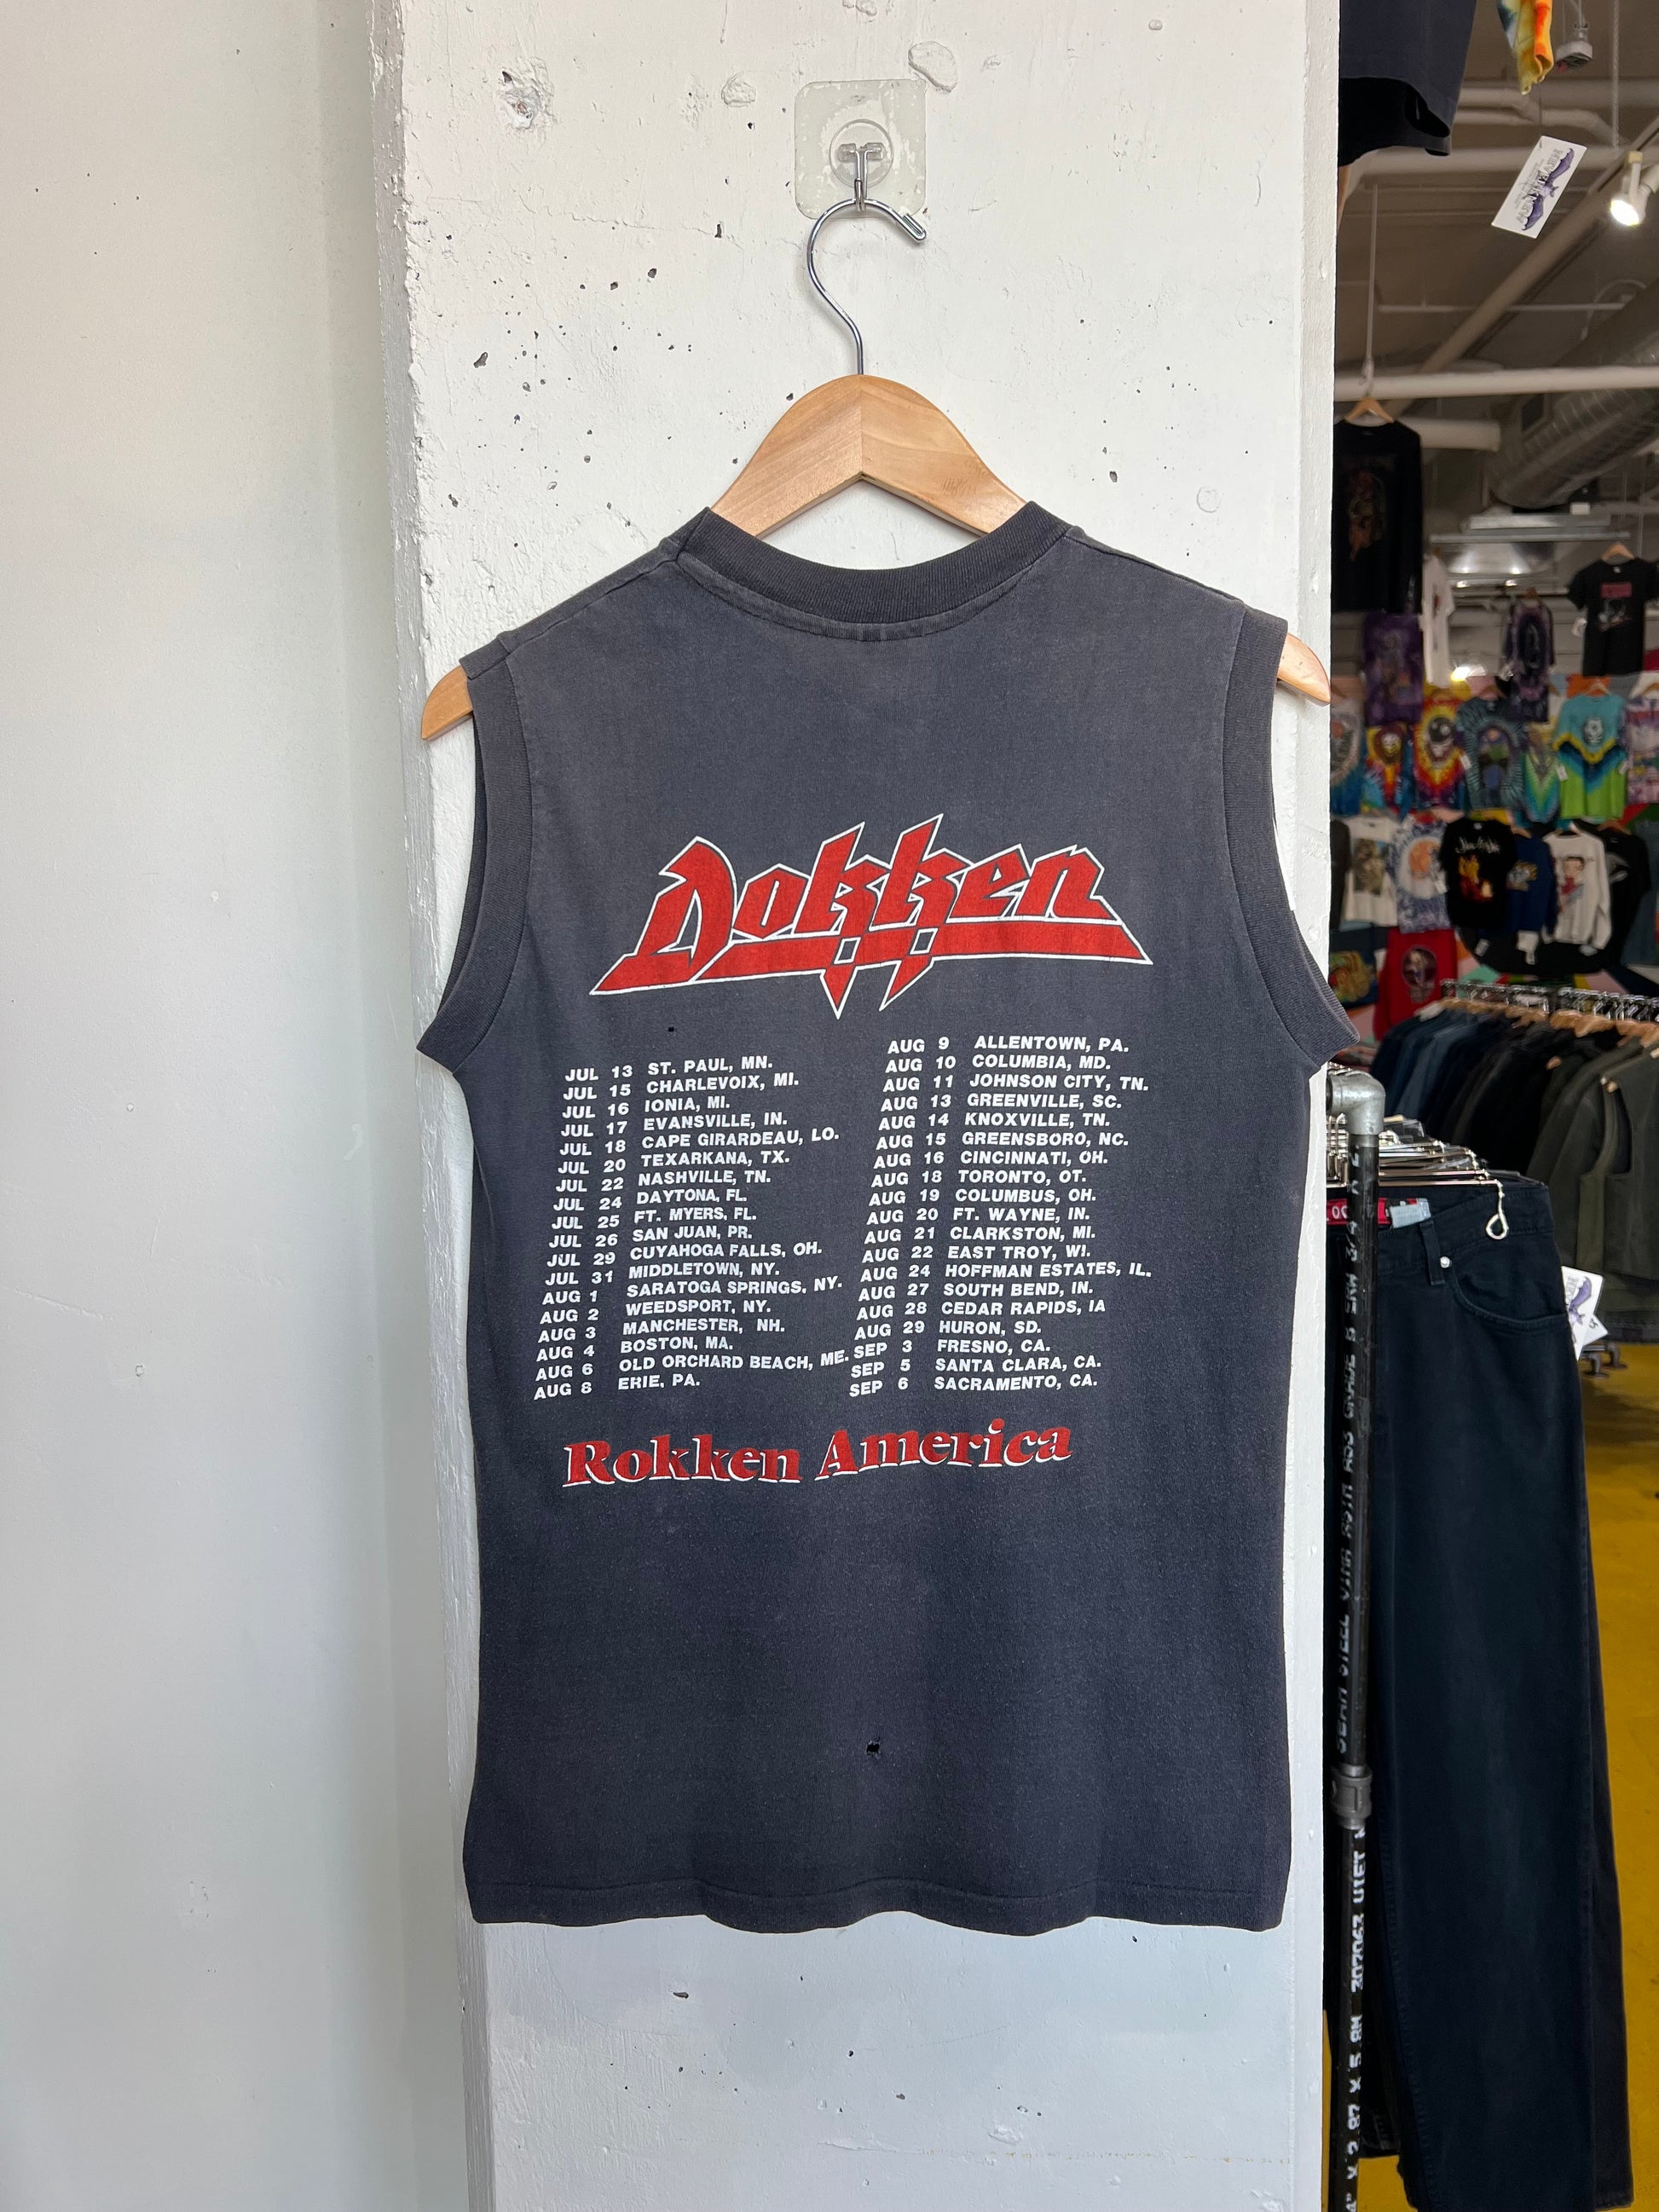 Dokken
JUL 13 ST. PAUL, MN.
JUL 15 CHARLEVOIX, MI.
JUL 16 IONIA, MI.
JUL 17 EVANSVILLE, IN.
JUL 18 CAPE GIRARDEAU, LO.
JUL 20 TEXARKANA, TX.
JUL 22 NASHVILLE, TN.
JUL 24 DAYTONA, FL.
JUL 25 FT. MYERS, FL.
JUL 26 SAN JUAN, PR.
JUL 29 CUYAHOGA FALLS, OH.
JUL 31 MIDDLETOWN, NY.
AUG 1 SARATOGA SPRINGS, NY.
AUG 2 WEEDSPORT, NY.
AUG 3 MANCHESTER, NH.
AUG 4 BOSTON, MA.
AUG 6 OLD ORCHARD BEACH, ME.
AUG 8 ERIE, PA.
AUG 9 ALLENTOWN, PA.
AUG 10 COLUMBIA, MD.
AUG 11 JOHNSON CITY, TN.
AUG 13 GREENVILLE, SC.
AUG 14 KNOXVILLE, TN.
AUG 15 GREENSBORO, NC.
AUG 16 CINCINNATI, OH.
AUG 18 TORONTO, OT.
AUG 19 COLUMBUS, OH.
AUG 20 FT. WAYNE, IN.
AUG 21 CLARKSTON, MI.
AUG 22 EAST TROY, WI.
AUG 24 HOFFMAN ESTATES, IL.
AUG 27 SOUTH BEND, IN.
AUG 28 CEDAR RAPIDS, IA
AUG 29 HURON, SD.
SEP 3 FRESNO, CA.
SEP 5 SANTA CLARA, CA.
SEP 6 SACRAMENTO, CA.
Rokken America